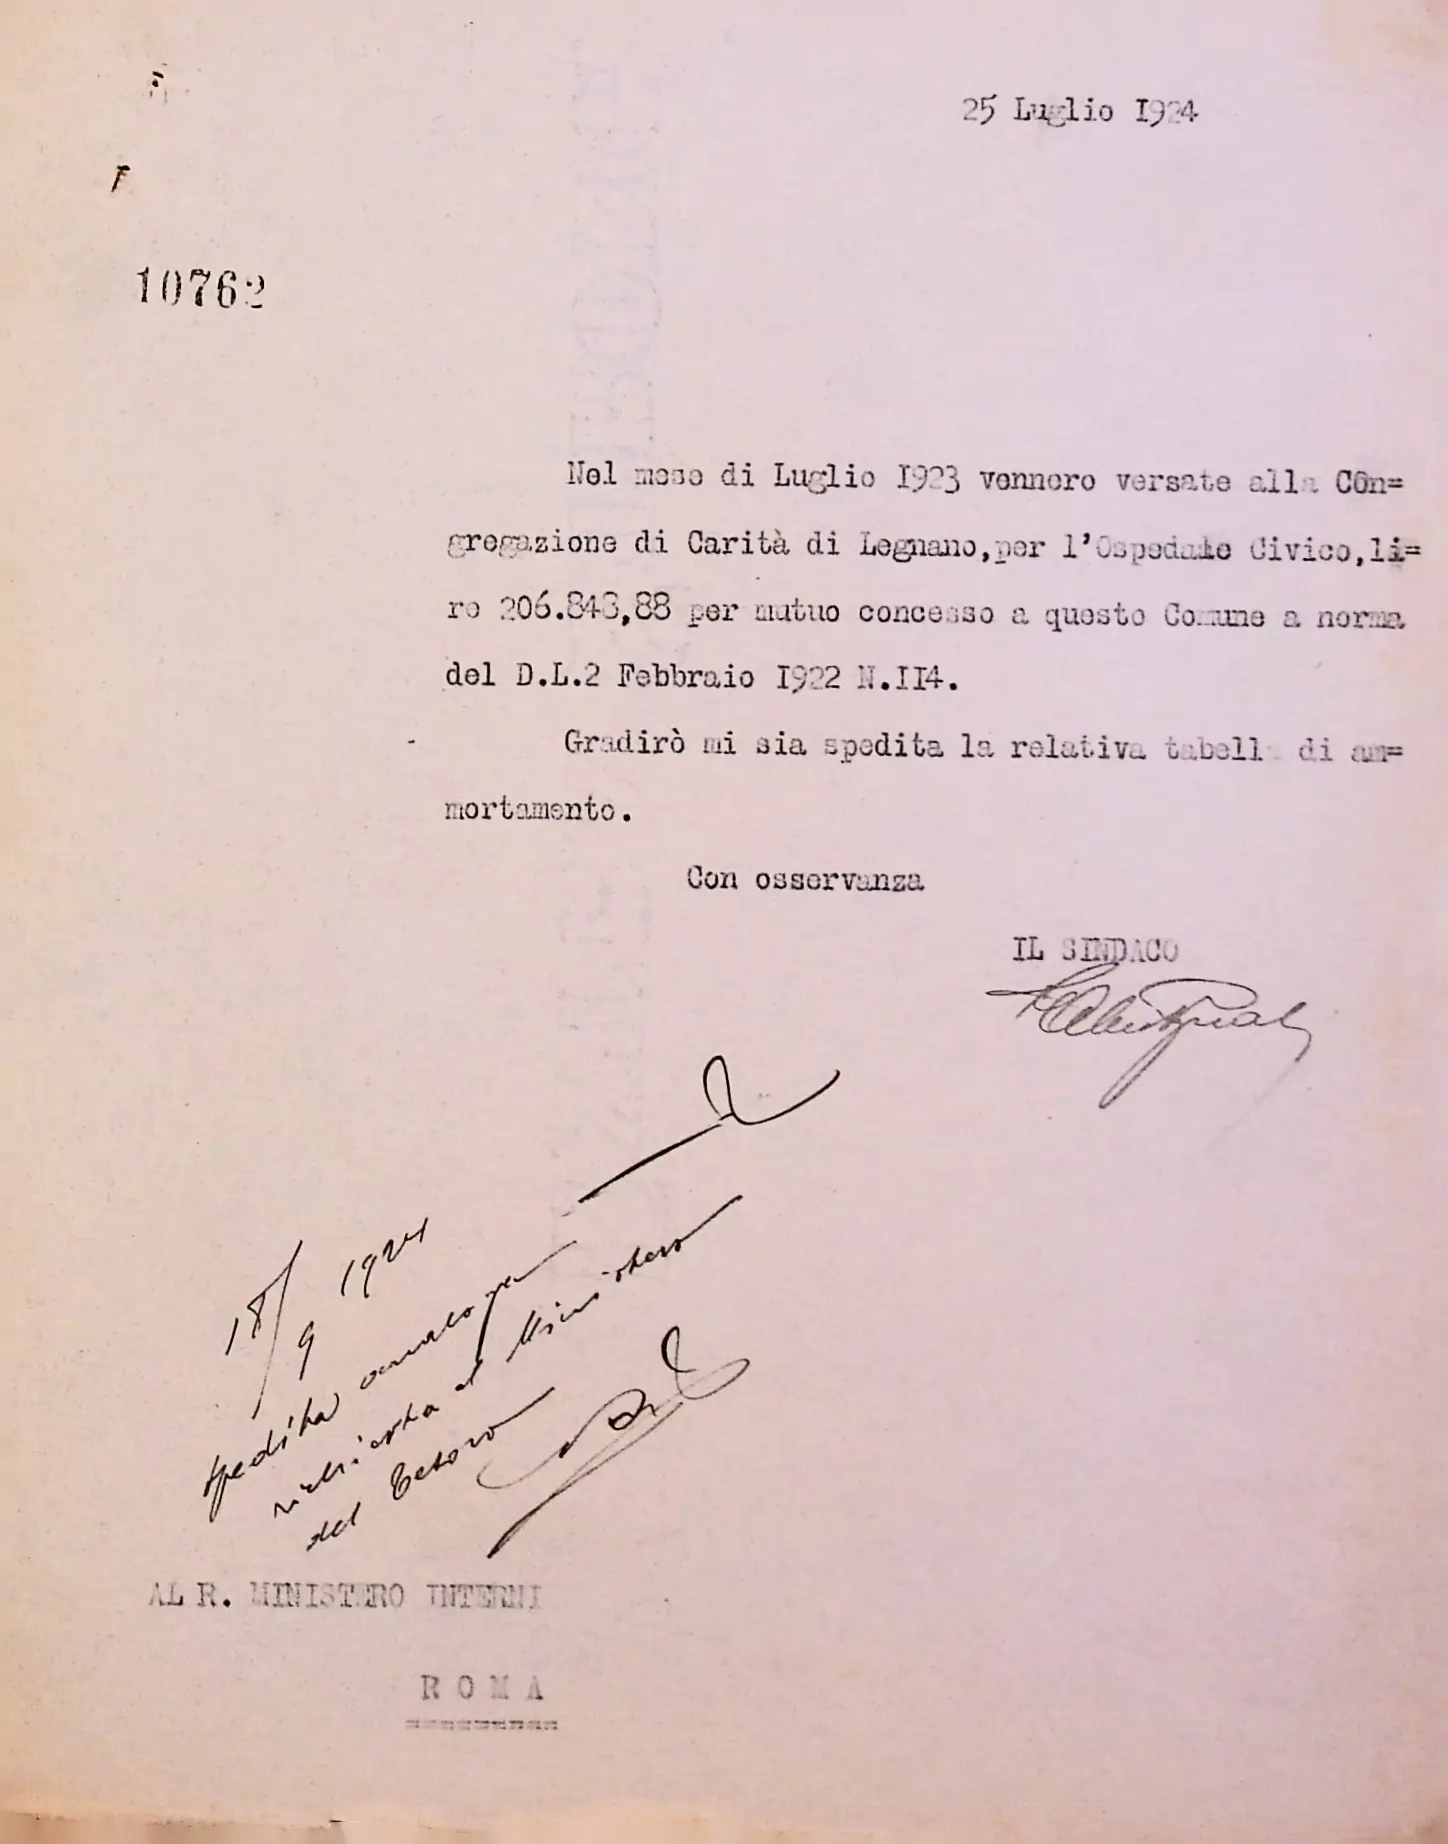 25 Luglio 1924
10762
Nel mese di Luglio 1923 vennero versate alla Con=
gregazione di Carità di Legnano,per l'Ospedale Civico,li=
re 206.843,88 per mutuo concesso a questo Comune a norma
del D.L.2 Febbraio 1922 N.114.
Gradirò mi sia spedita la relativa tabella di am=
mortamento.
Con osservanza
IL SINDACO
18/9 1924
spedita analoga
richiesta al Ministero
del Tesoro
AL R. MINISTERO INTERNI
ROMA